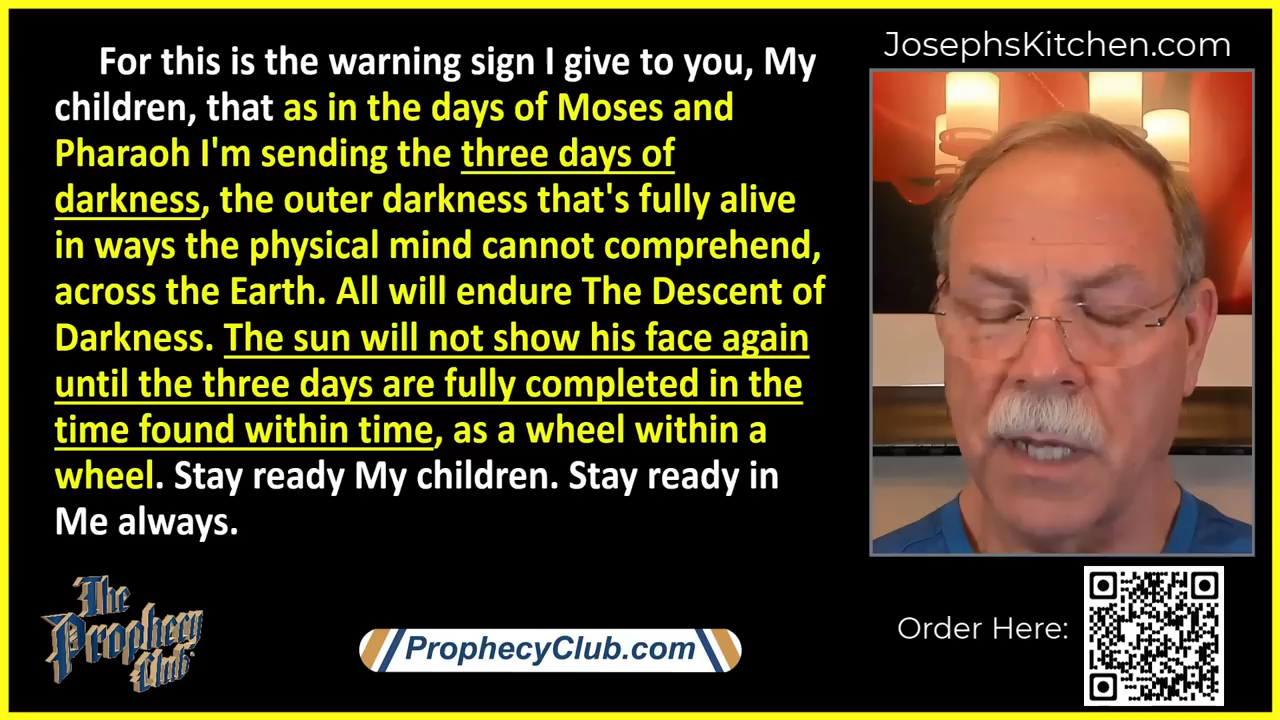 For this is the warning sign I give to you, My
children, that as in the days of Moses and
Pharaoh I'm sending the three days of
darkness, the outer darkness that's fully alive
in ways the physical mind cannot comprehend,
across the Earth. All will endure The Descent of
Darkness. The sun will not show his face again
until the three days are fully completed in the
time found within time, as a wheel within a
wheel. Stay ready My children. Stay ready in
Me always.
JosephsKitchen.com
The
Prophecy
Club
ProphecyClub.com
Order Here: